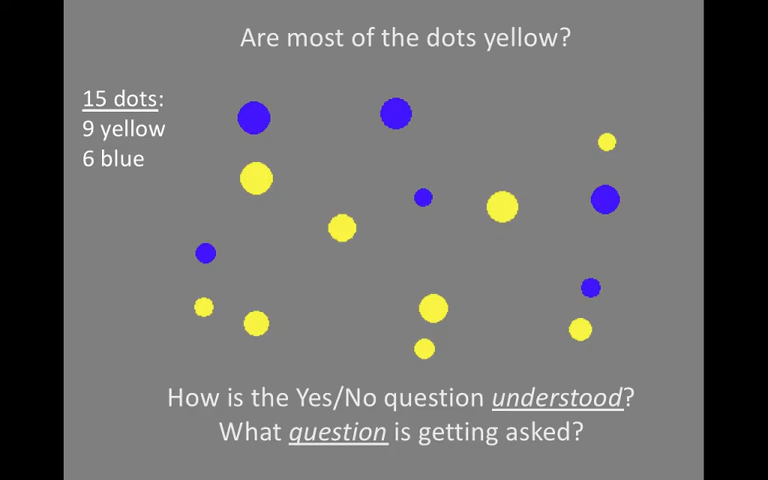 Are most of the dots yellow?
15 dots:
9 yellow
6 blue
How is the Yes/No question understood?
What question is getting asked?